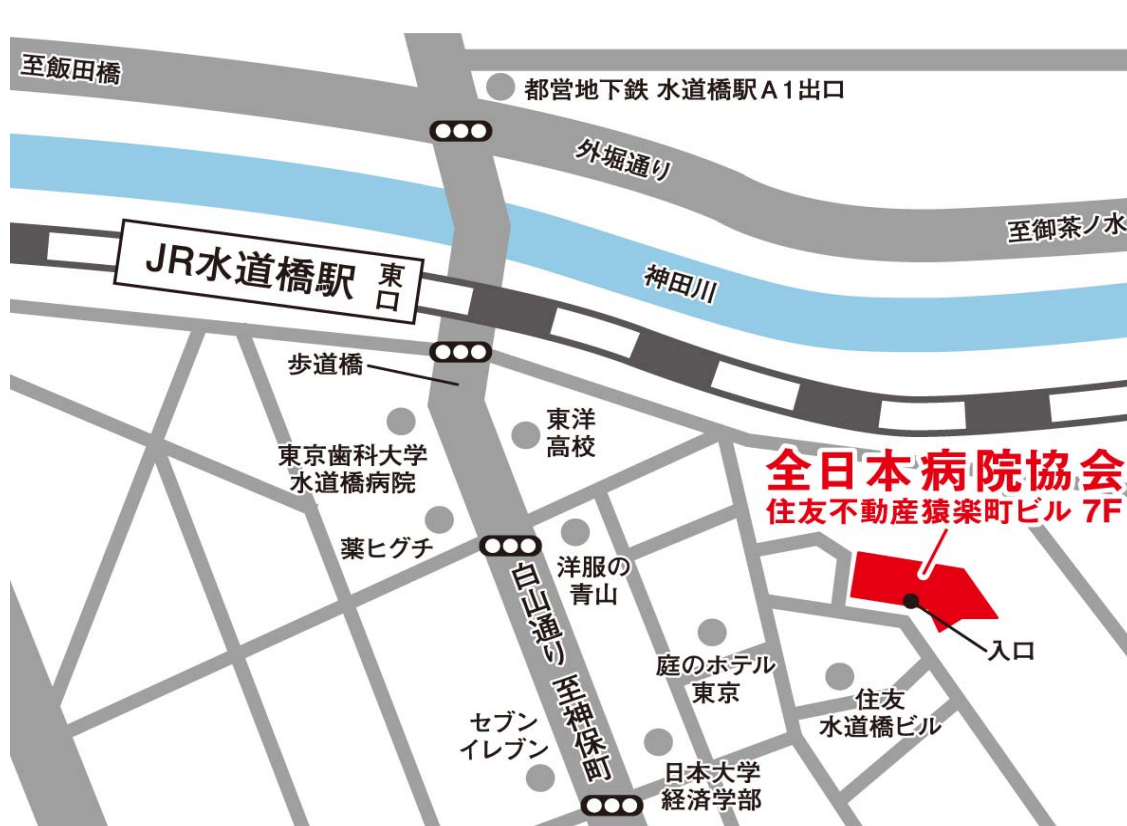 至飯田橋
都営地下鉄 水道橋駅A1出口
外堀通り
至御茶ノ水
JR水道橋駅 東口
神田川
歩道橋
東洋
高校
東京歯科大学
水道橋病院
全日本病院協会
住友不動産猿楽町ビル 7F
薬ヒグチ
洋服の
青山
白山通り 至神保町
入口
庭のホテル
東京
住友
水道橋ビル
セブン
イレブン
日本大学
経済学部